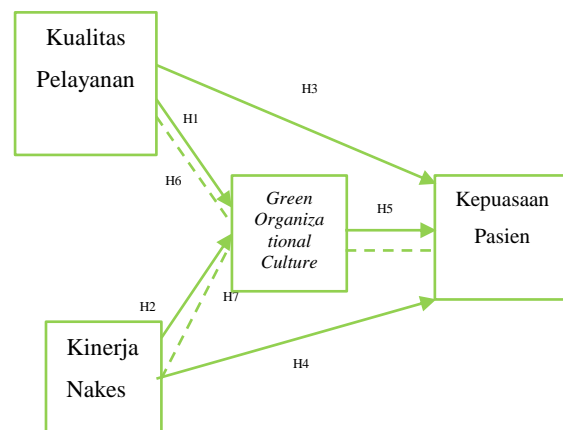 Kualitas
Pelayanan
H3
H1
H6
Green
Organiza
tional
Culture
H5
Kepuasaan
Pasien
H7
H2
Kinerja
Nakes
H4